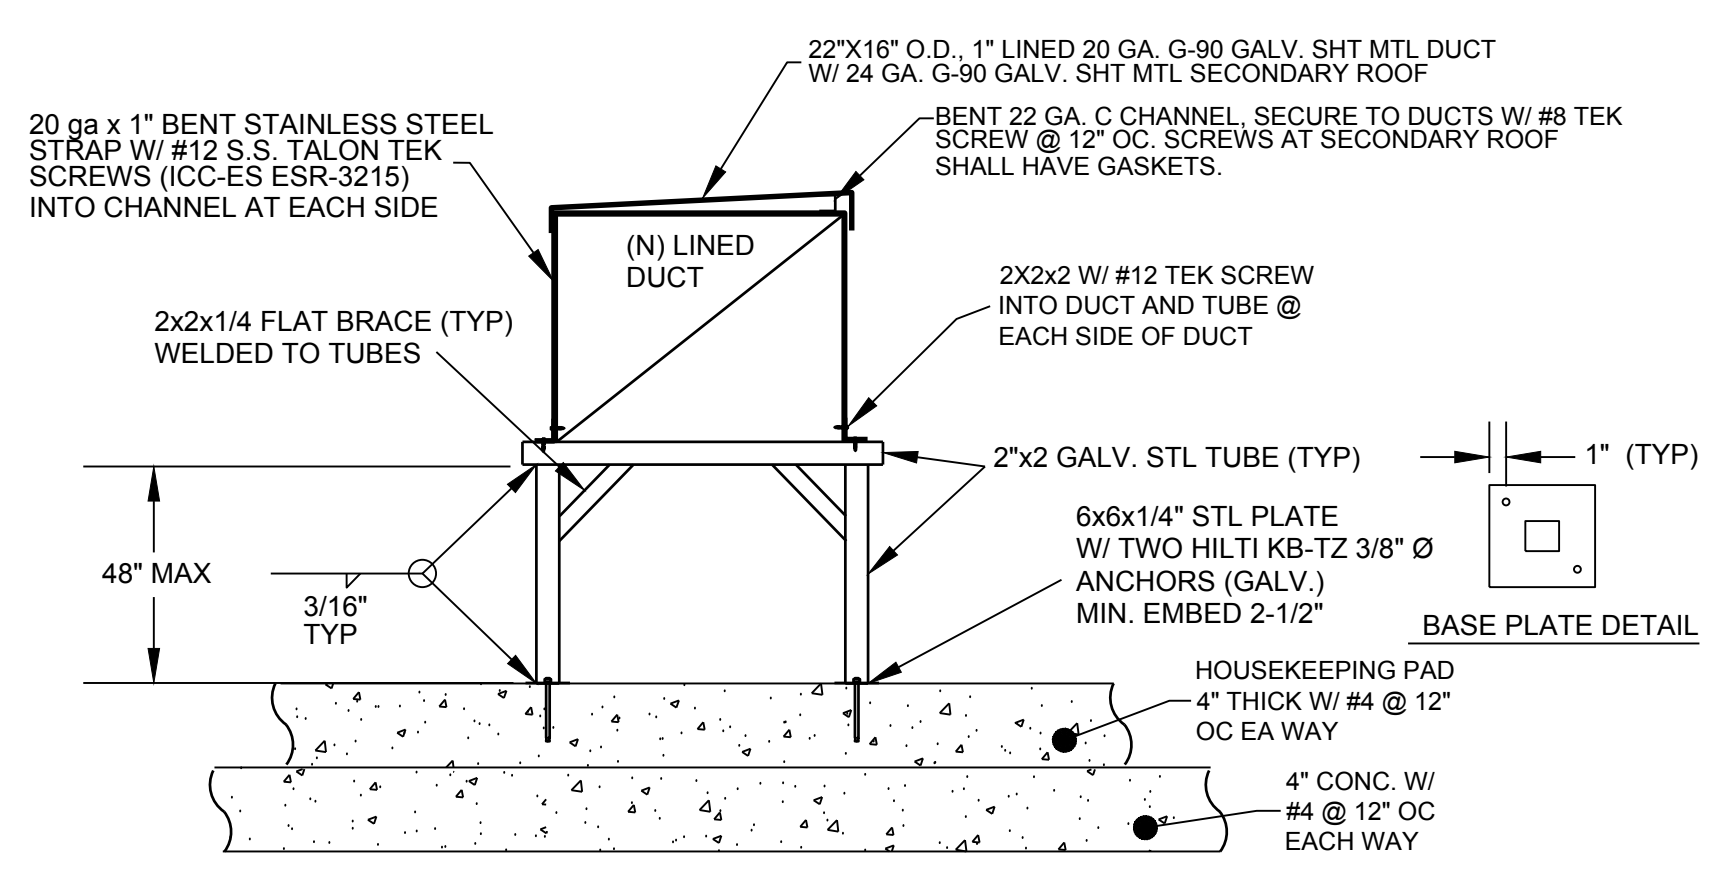 22"X16" O.D., 1" LINED 20 GA. G-90 GALV. SHT MTL DUCT
W/ 24 GA. G-90 GALV. SHT MTL SECONDARY ROOF
BENT 22 GA. C CHANNEL, SECURE TO DUCTS W/ #8 TEK
SCREW @ 12" OC. SCREWS AT SECONDARY ROOF
SHALL HAVE GASKETS.
20 ga x 1" BENT STAINLESS STEEL
STRAP W/ #12 S.S. TALON TEK
SCREWS (ICC-ES ESR-3215)
INTO CHANNEL AT EACH SIDE
(N) LINED
DUCT
2X2x2 W/ #12 TEK SCREW
INTO DUCT AND TUBE @
EACH SIDE OF DUCT
2x2x1/4 FLAT BRACE (TYP)
WELDED TO TUBES
2"x2 GALV. STL TUBE (TYP)
1" (TYP)
6x6x1/4" STL PLATE
W/ TWO HILTI KB-TZ 3/8" Ø
ANCHORS (GALV.)
MIN. EMBED 2-1/2"
48" MAX
3/16"
TYP
BASE PLATE DETAIL
HOUSEKEEPING PAD
4" THICK W/ #4 @ 12"
OC EA WAY
4" CONC. W/
#4 @ 12" OC
EACH WAY